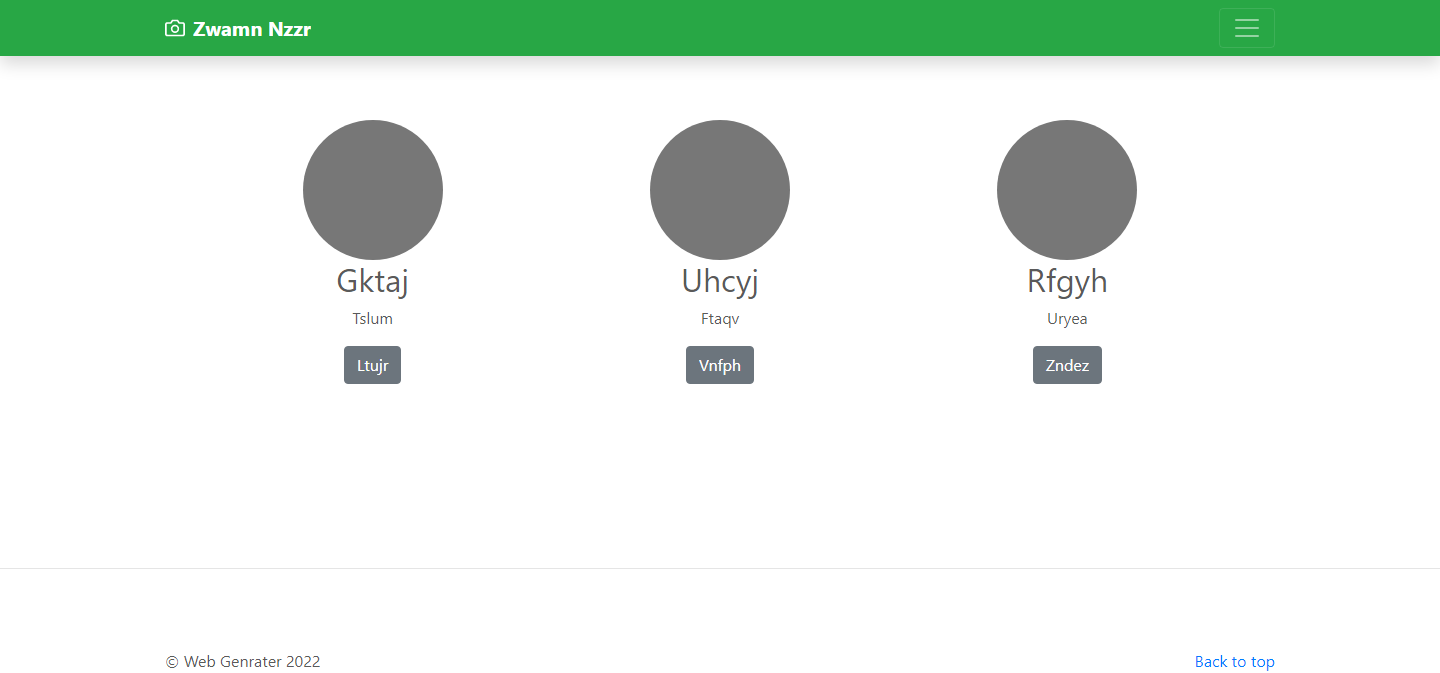 Zwamn Nzzr
Gktaj
Tslum
Ltujr
Uhcyj
Ftaqv
Vnfph
Rfgyh
Uryea
Zndez
© Web Genrater 2022
Back to top